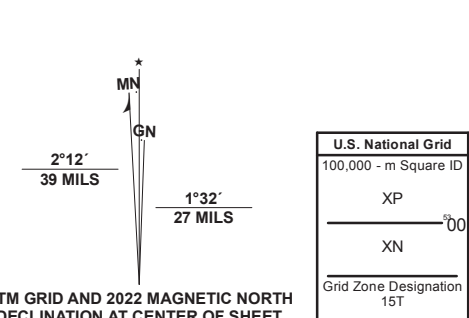 ★
MN
GN
2°12´
39 MILS
1°32´
27 MILS
TM GRID AND 2022 MAGNETIC NORTH
DECLINATION AT CENTER OF SHEET
U.S. National Grid
100,000 - m Square ID
XP
5300
XN
Grid Zone Designation
15T